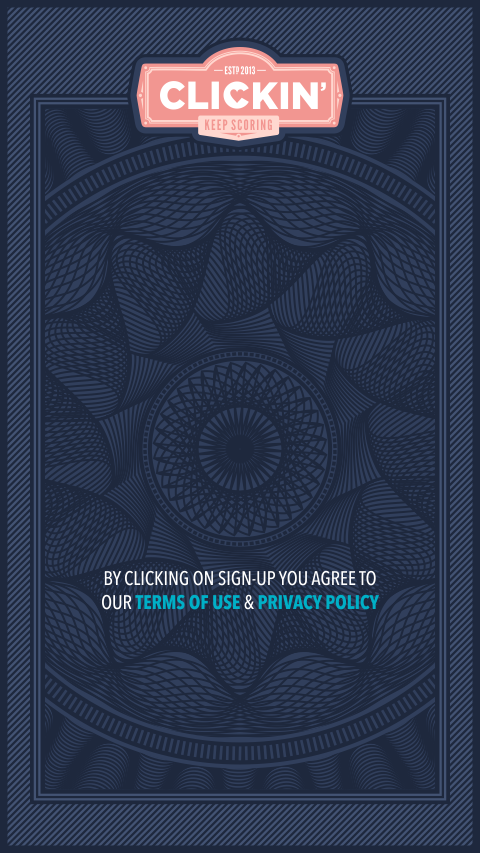 ESTD 2013
CLICKIN'
KEEP SCORING
BY CLICKING ON SIGN-UP YOU AGREE TO
OUR TERMS OF USE & PRIVACY POLICY